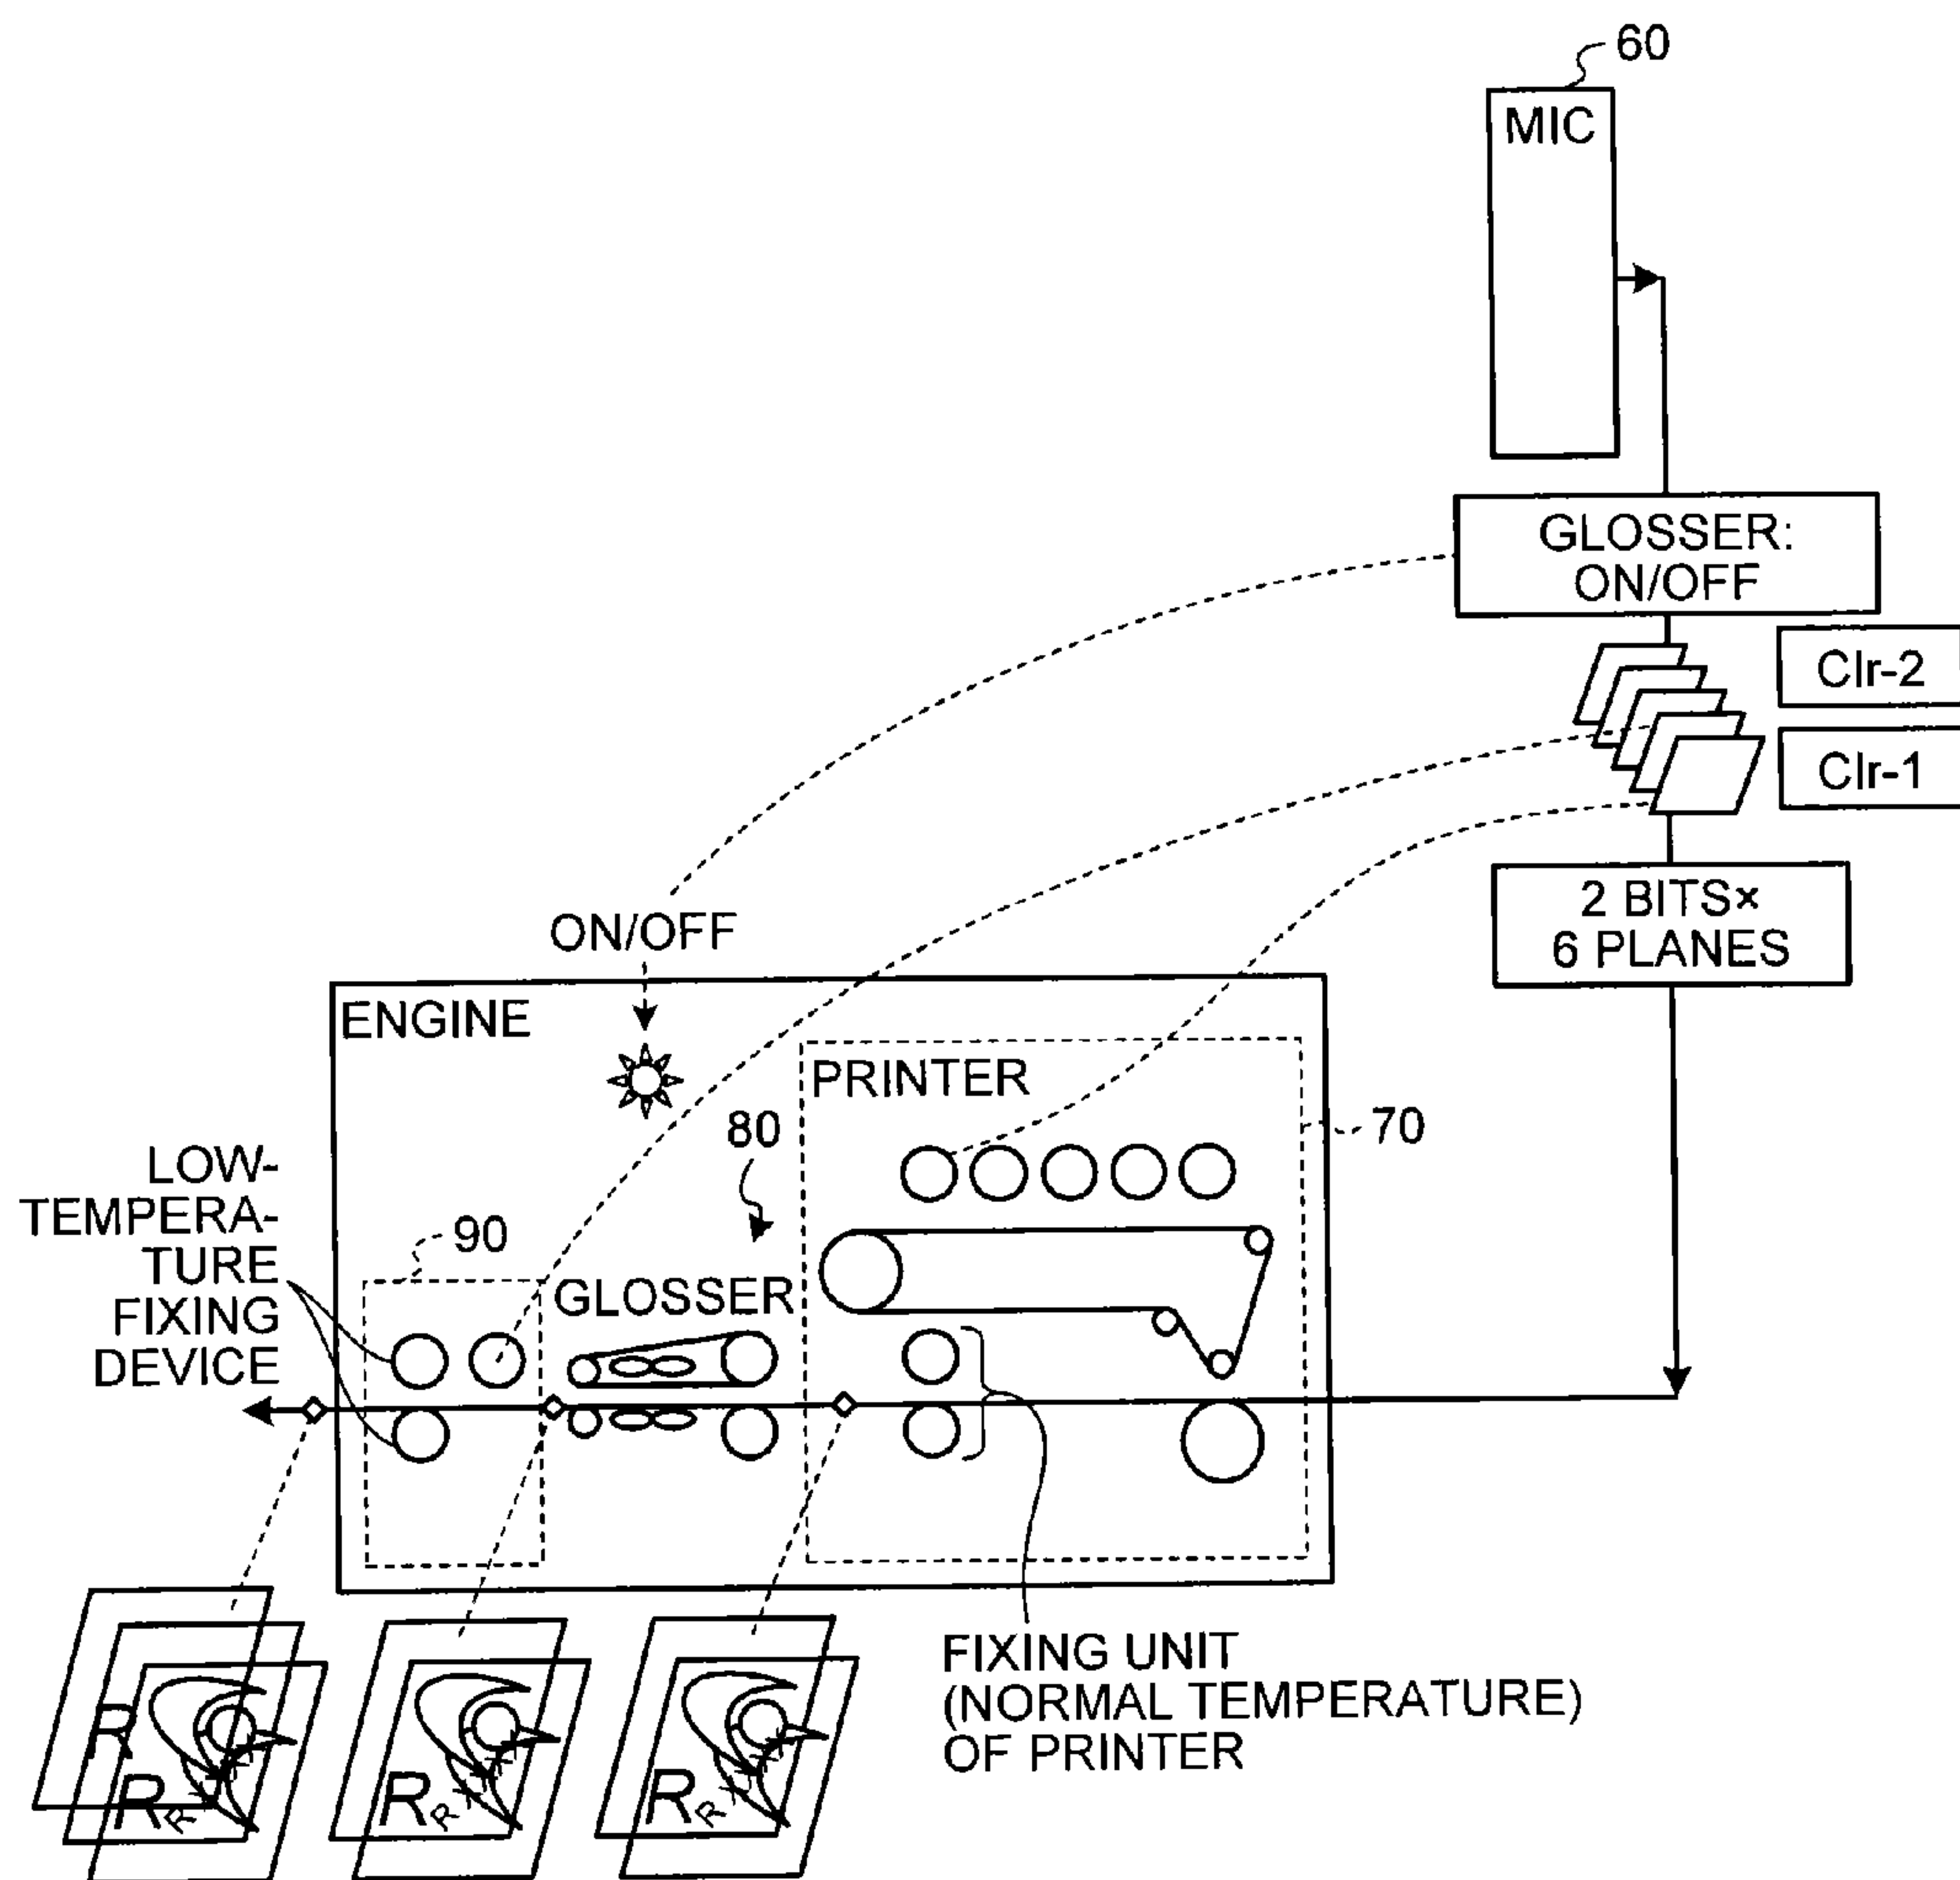 60
MIC
GLOSSER:
ON/OFF
Clr-2
Clr-1
2 BITS×
6 PLANES
ON/OFF
ENGINE
PRINTER
80
70
LOW-
TEMPERA-
TURE
FIXING
DEVICE
90
GLOSSER
FIXING UNIT
(NORMAL TEMPERATURE)
OF PRINTER
R
R
R
R
R
R
R